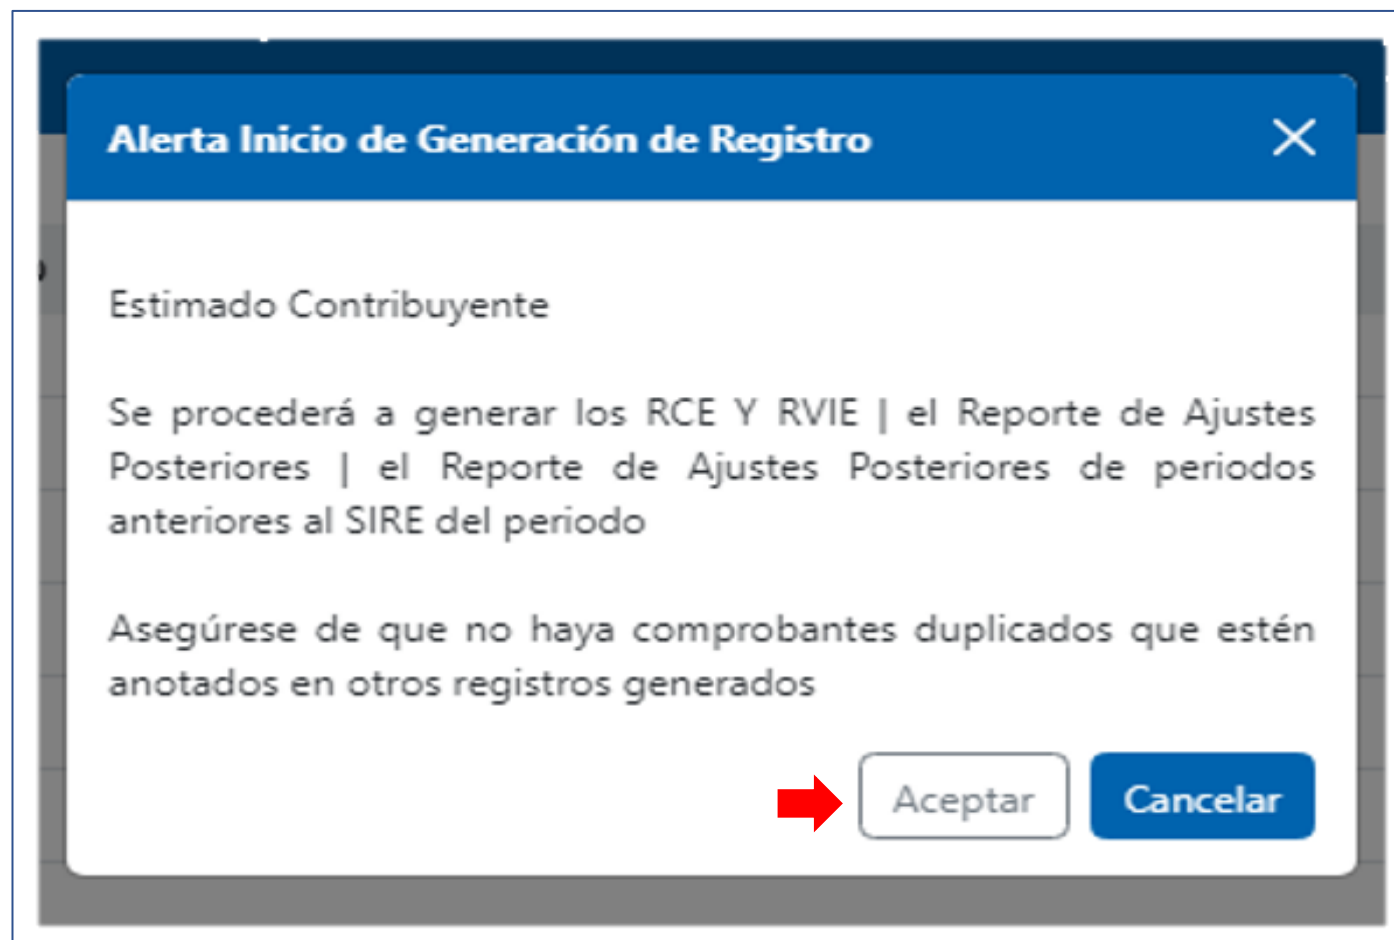 Alerta Inicio de Generación de Registro
Estimado Contribuyente
Se procederá a generar los RCE Y RVIE | el Reporte de Ajustes
Posteriores | el Reporte de Ajustes Posteriores de periodos
anteriores al SIRE del periodo
Asegúrese de que no haya comprobantes duplicados que estén
anotados en otros registros generados
Aceptar
Cancelar